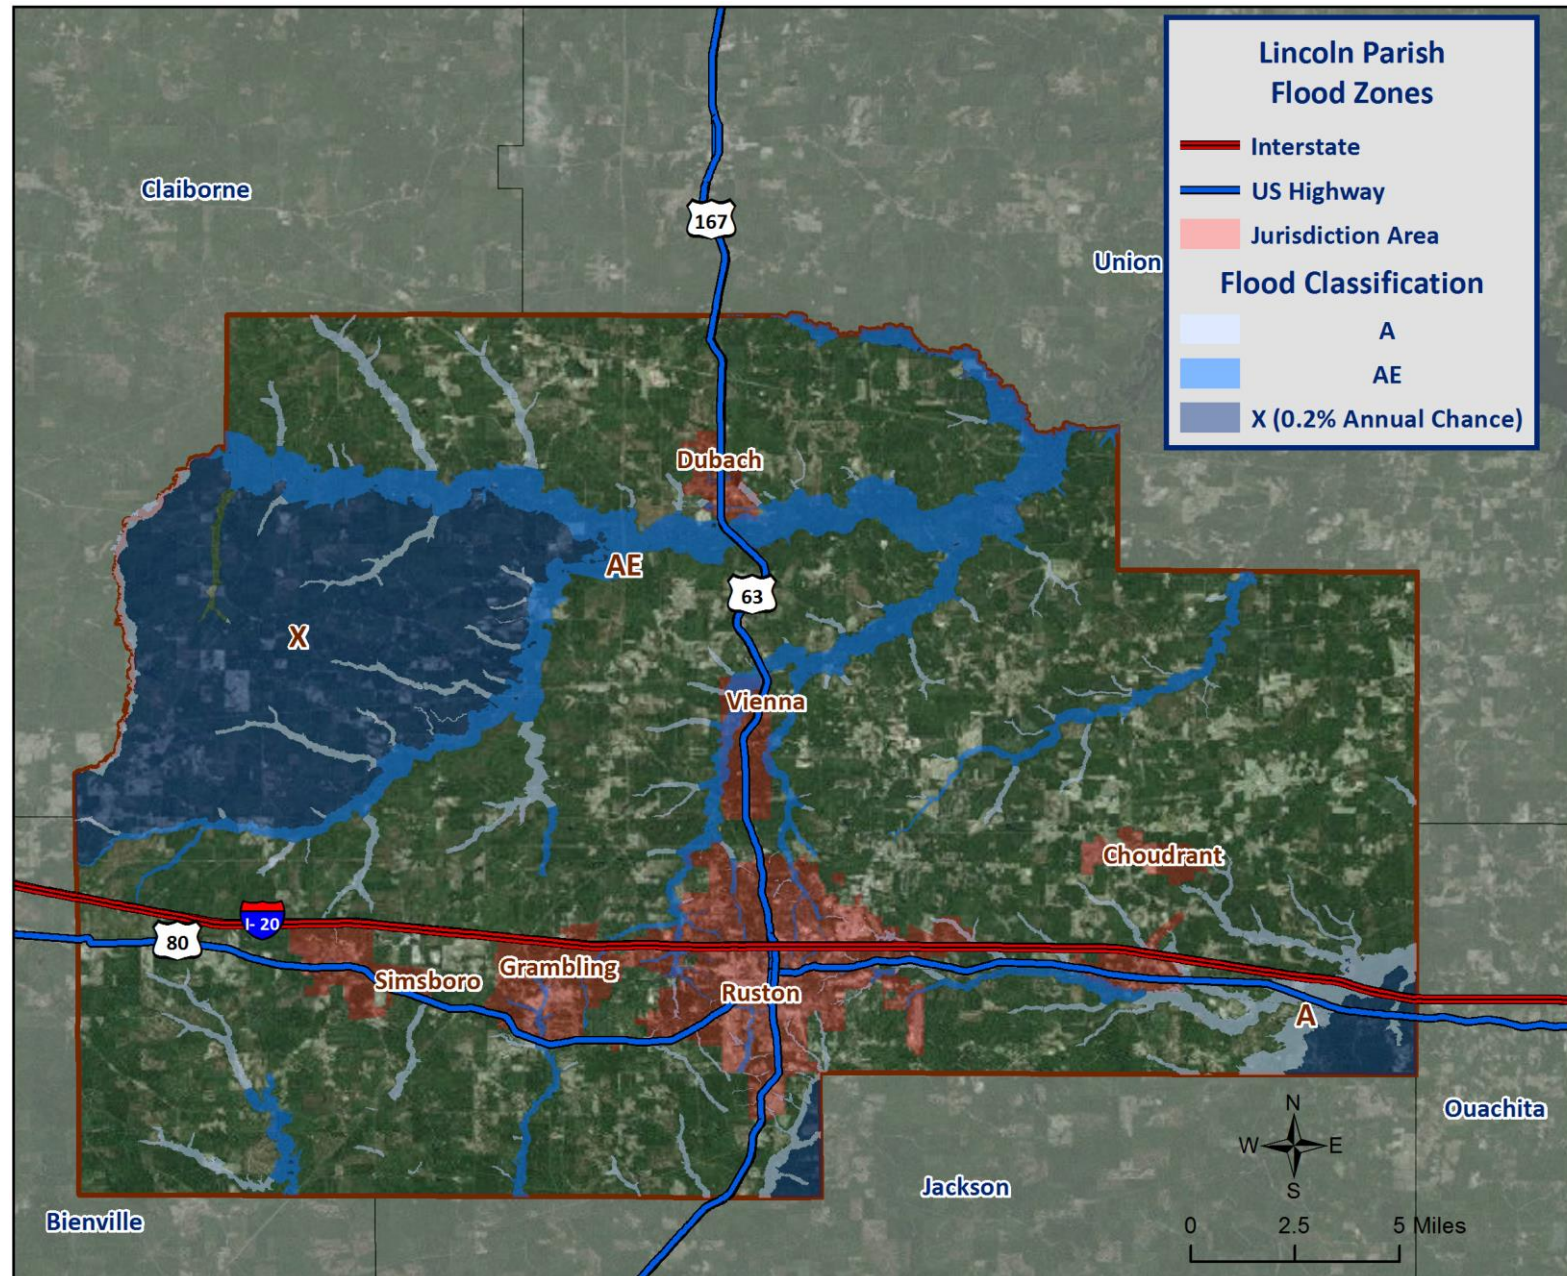 Lincoln Parish
Flood Zones
Interstate
US Highway
Jurisdiction Area
Flood Classification
A
AE
X (0.2% Annual Chance)
Claiborne
167
Union
Dubach
AE
63
X
Vienna
Choudrant
I- 20
80
Simsboro
Grambling
Ruston
A
Ouachita
Jackson
Bienville
N
W E
S
0 2.5 5 Miles